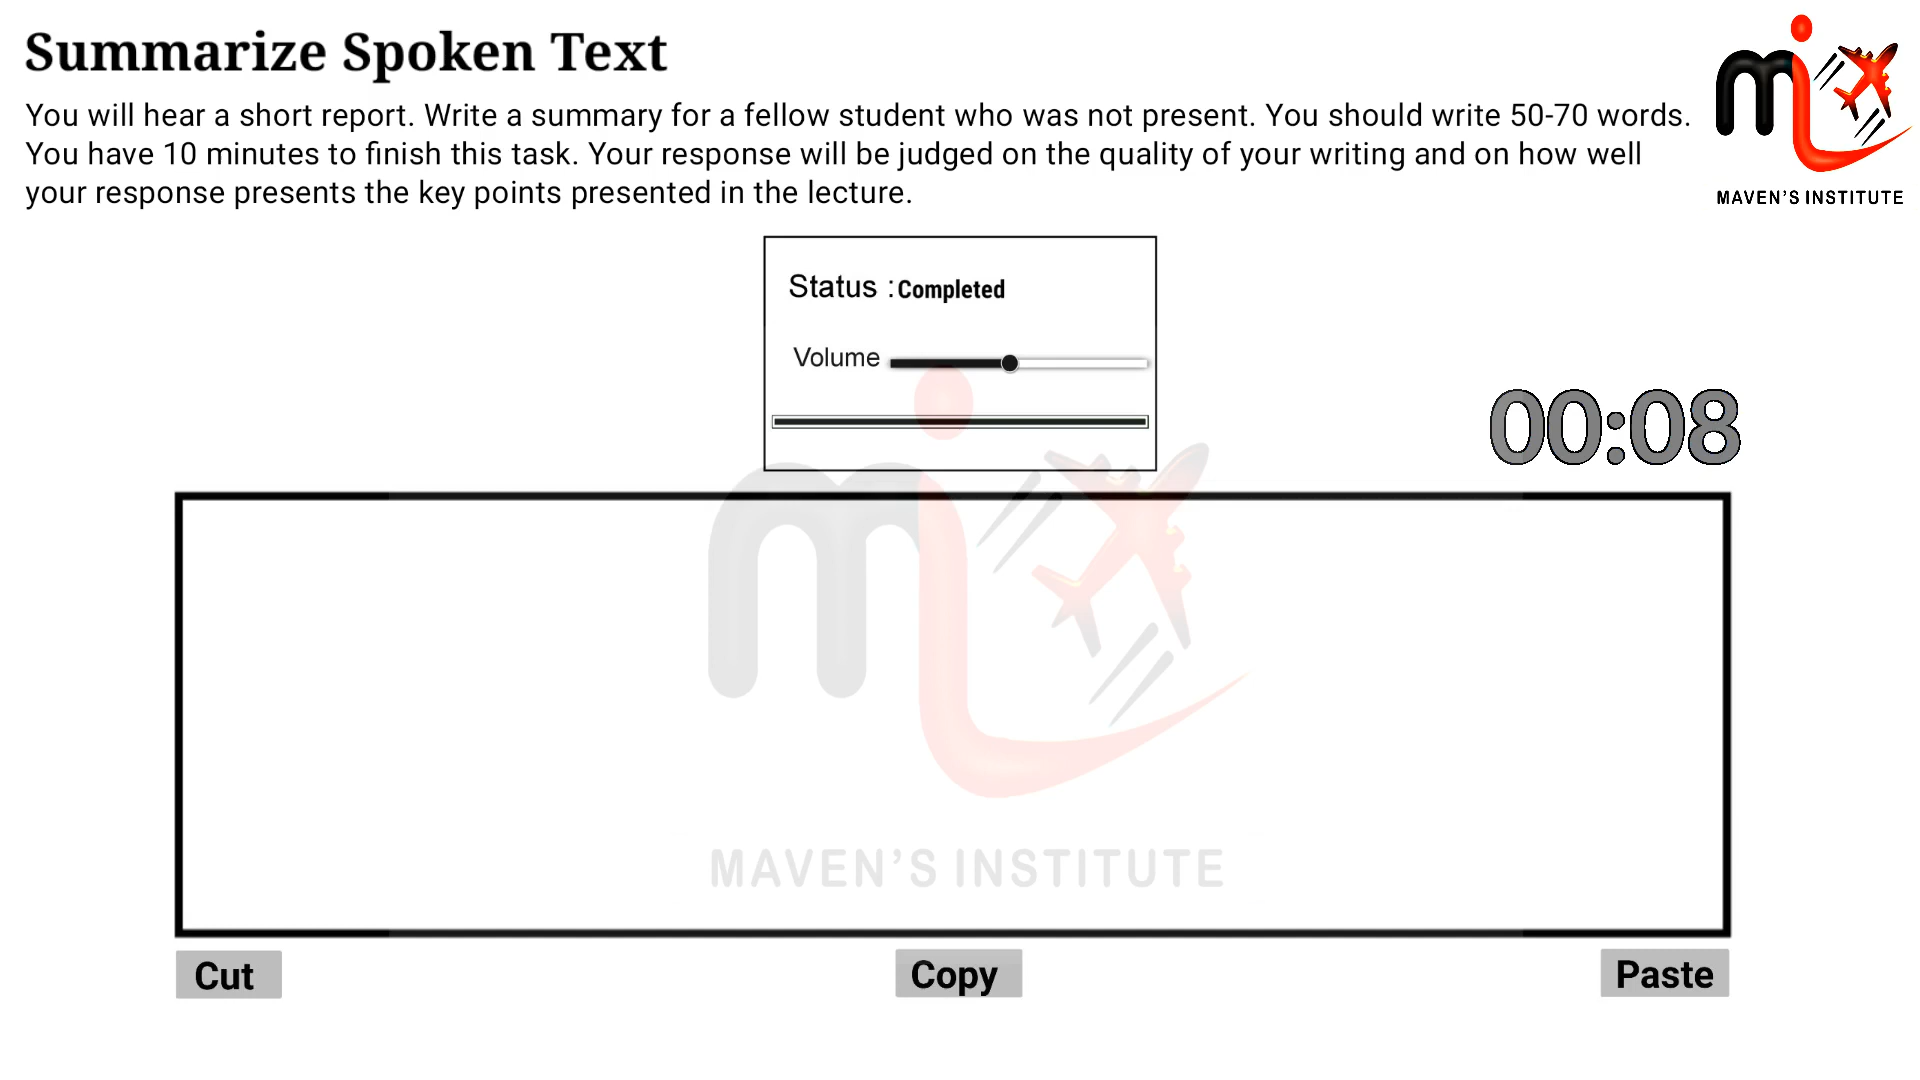 Summarize Spoken Text
You will hear a short report. Write a summary for a fellow student who was not present. You should write 50-70 words.
You have 10 minutes to finish this task. Your response will be judged on the quality of your writing and on how well
your response presents the key points presented in the lecture.
mi
MAVEN'S INSTITUTE
Status : Completed
Volume
00:08
mi
MAVEN'S INSTITUTE
Cut
Copy
Paste